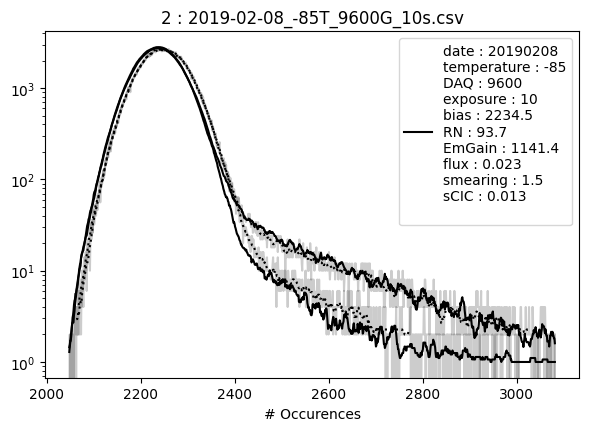 2 : 2019-02-08_-85T_9600G_10s.csv
date : 20190208
temperature : -85
DAQ : 9600
exposure : 10
bias : 2234.5
RN : 93.7
EmGain : 1141.4
flux : 0.023
smearing : 1.5
sCIC : 0.013
10³
10²
10¹
10⁰
2000 2200 2400 2600 2800 3000
# Occurences